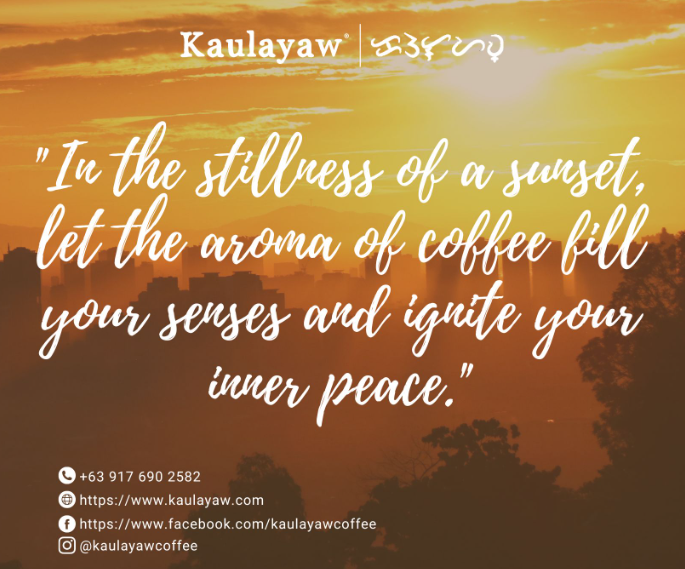 Kaulayaw® | ᜃᜂᜎᜌᜏ᜔
"In the stillness of a sunset,
let the aroma of coffee fill
your senses and ignite your
inner peace."
+63 917 690 2582
https://www.kaulayaw.com
https://www.facebook.com/kaulayawcoffee
@kaulayawcoffee